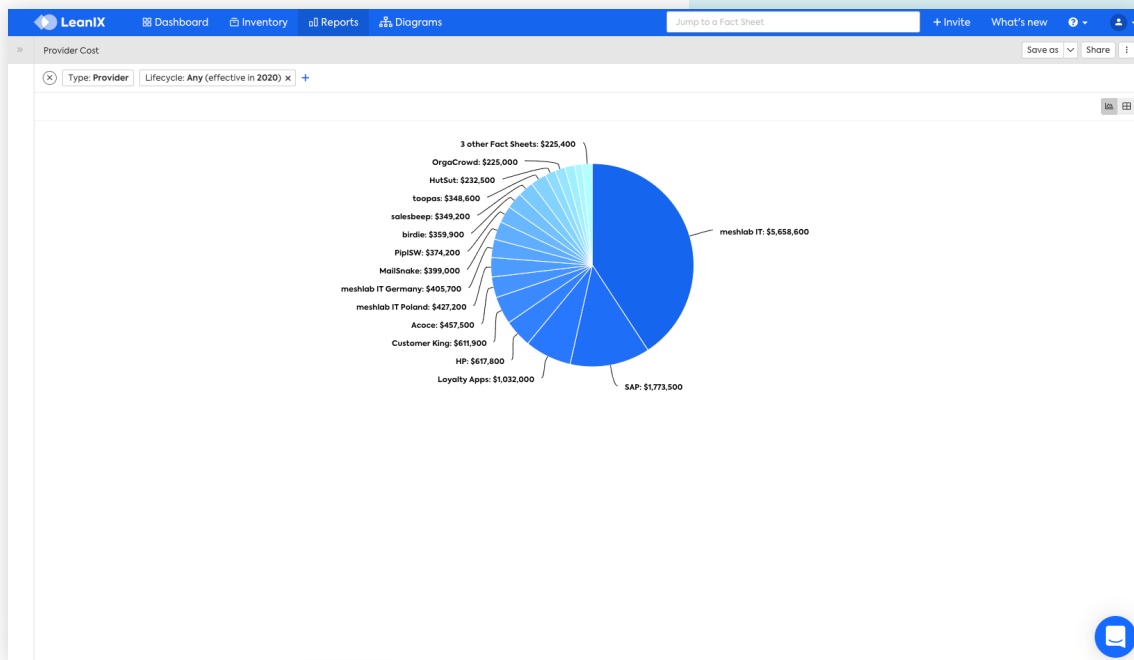 LeanIX Dashboard Inventory Reports Diagrams Jump to a Fact Sheet + Invite What's new
Provider Cost Save as Share
Type: Provider Lifecycle: Any (effective in 2020) × +
3 other Fact Sheets: $225,400
OrgaCrowd: $225,000
HutSut: $232,500
toopas: $348,600
salesbeep: $349,200
birdie: $359,900
meshlab IT: $5,658,600
PiplSW: $374,200
MailSnake: $399,000
meshlab IT Germany: $405,700
meshlab IT Poland: $427,200
Acoce: $457,500
Customer King: $611,900
HP: $617,800
Loyalty Apps: $1,032,000
SAP: $1,773,500